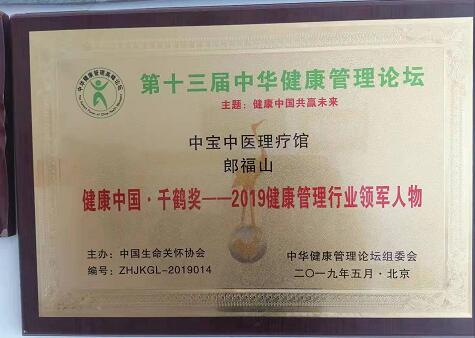 第十三届中华健康管理论坛
主题：健康中国共赢未来
中宝中医理疗馆
郎福山
健康中国·千鹤奖——2019健康管理行业领军人物
主办：中国生命关怀协会
编号：ZHJKGL-2019014
中华健康管理论坛组委会
二〇一九年五月·北京